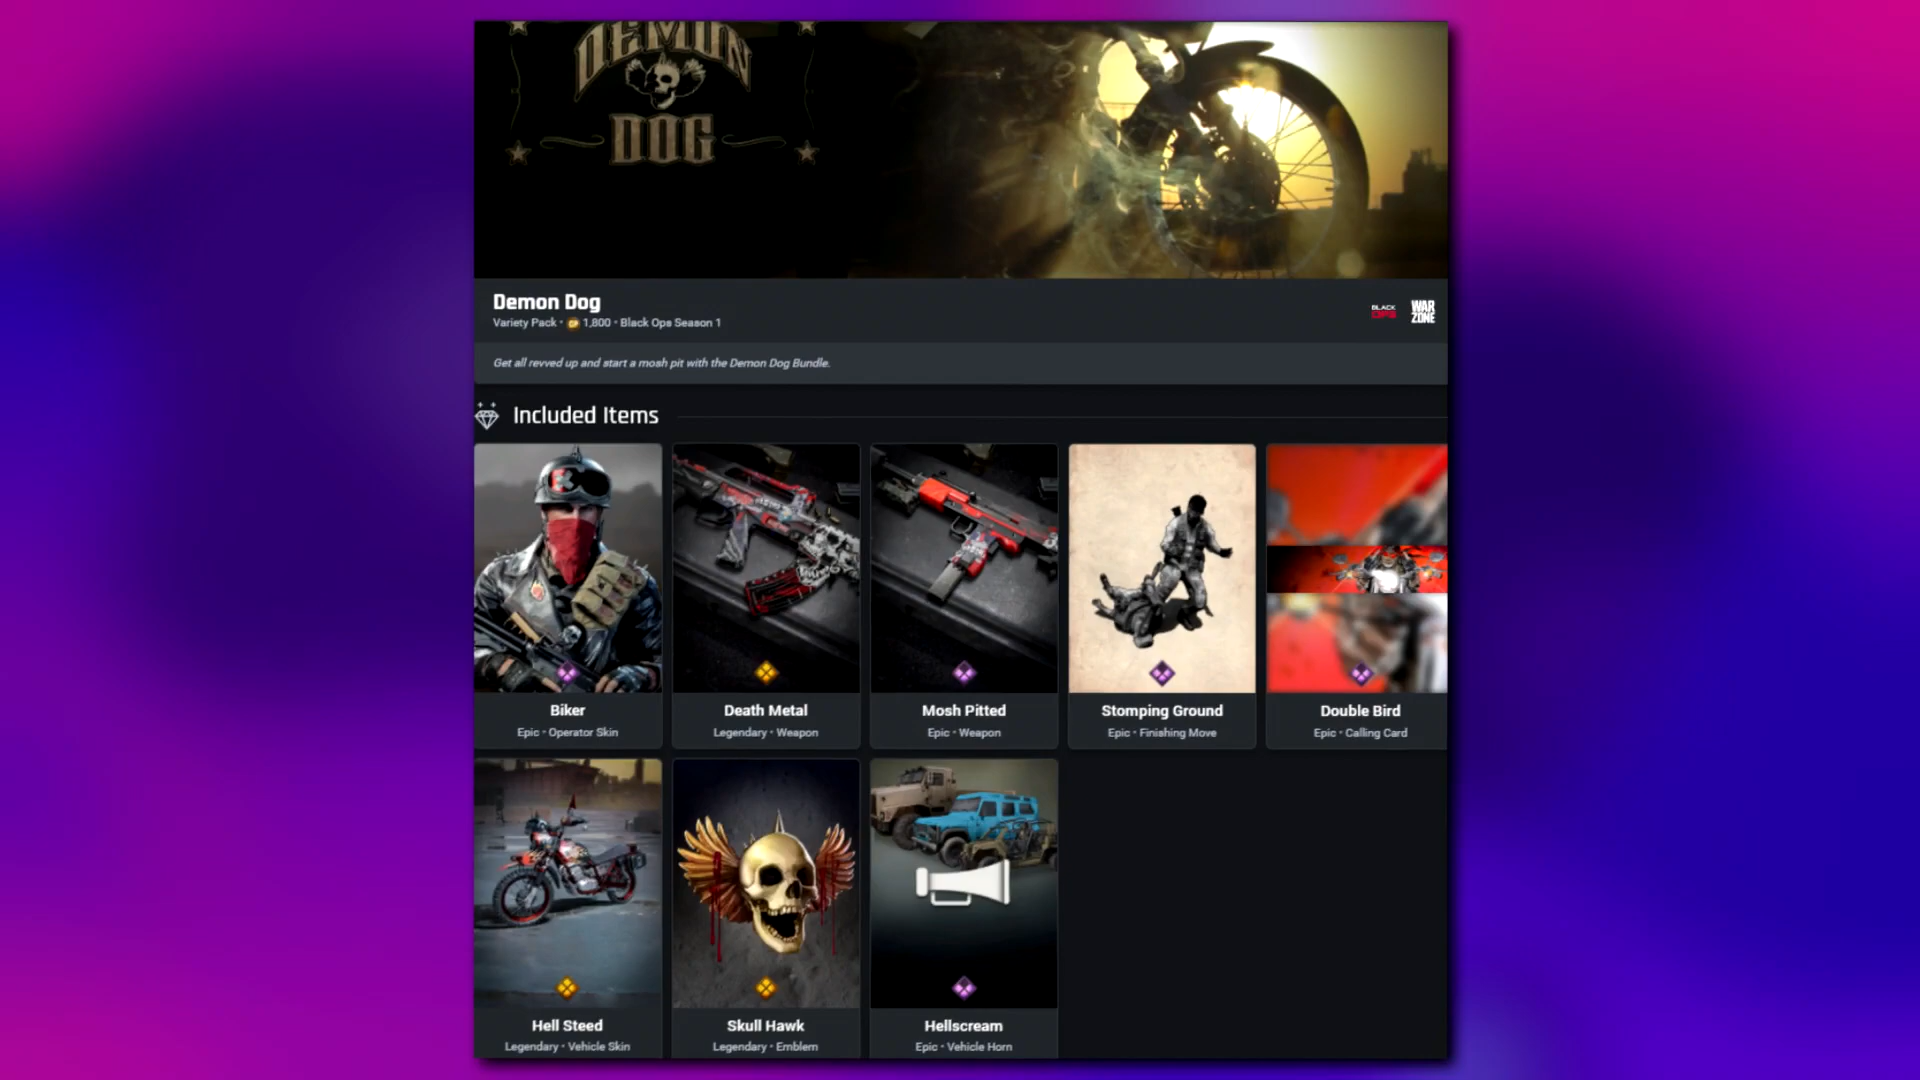 DEMON
DOG
Demon Dog
Variety Pack • CP 1,800 • Black Ops Season 1
BLACK
OPS
WAR
ZONE
Get all revved up and start a mosh pit with the Demon Dog Bundle.
Included Items
Biker
Epic • Operator Skin
Death Metal
Legendary • Weapon
Mosh Pitted
Epic • Weapon
Stomping Ground
Epic • Finishing Move
Double Bird
Epic • Calling Card
Hell Steed
Legendary • Vehicle Skin
Skull Hawk
Legendary • Emblem
Hellscream
Epic • Vehicle Horn